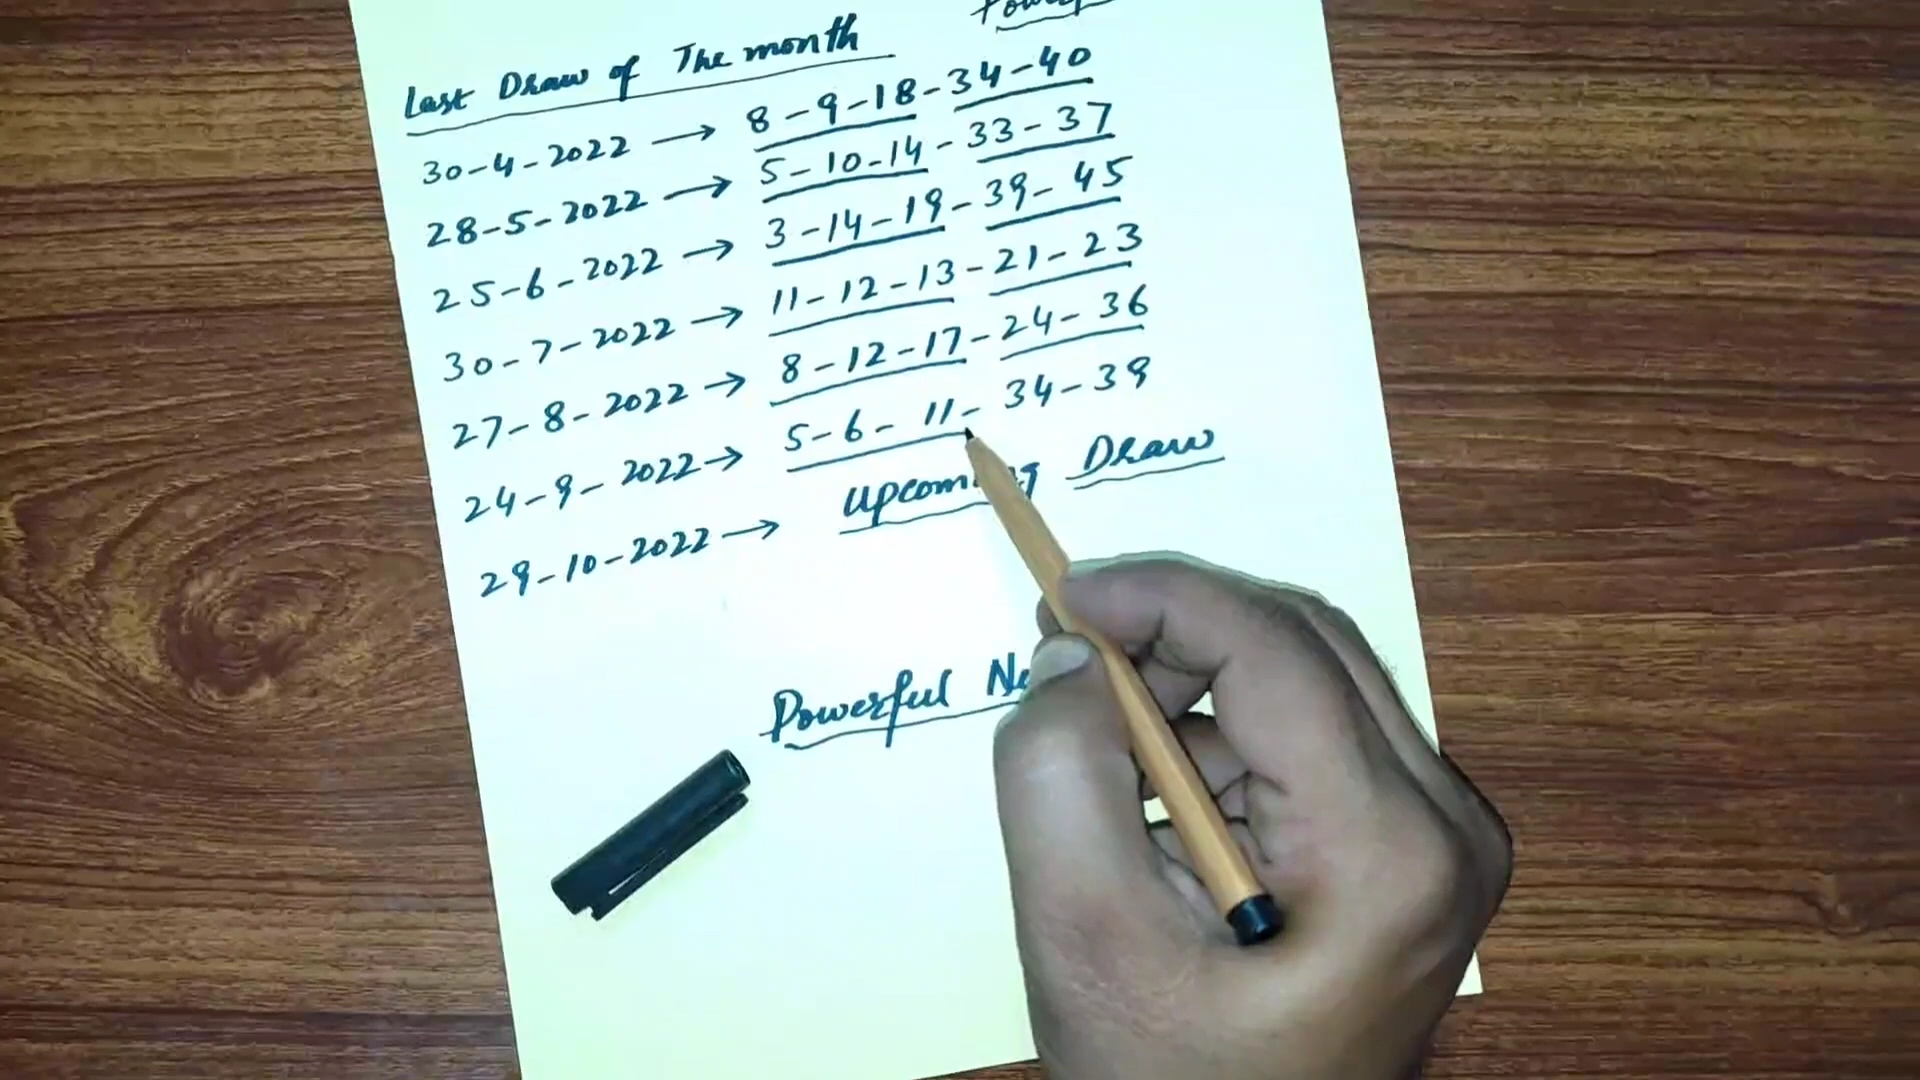 Last Draw of The month
30-4-2022 → 8-9-18-34-40
28-5-2022 → 5-10-14-33-37
25-6-2022 → 3-14-19-39-45
30-7-2022 → 11-12-13-21-23
27-8-2022 → 8-12-17-24-36
24-9-2022 → 5-6-11-34-39
29-10-2022 → Upcoming Draw
Powerful